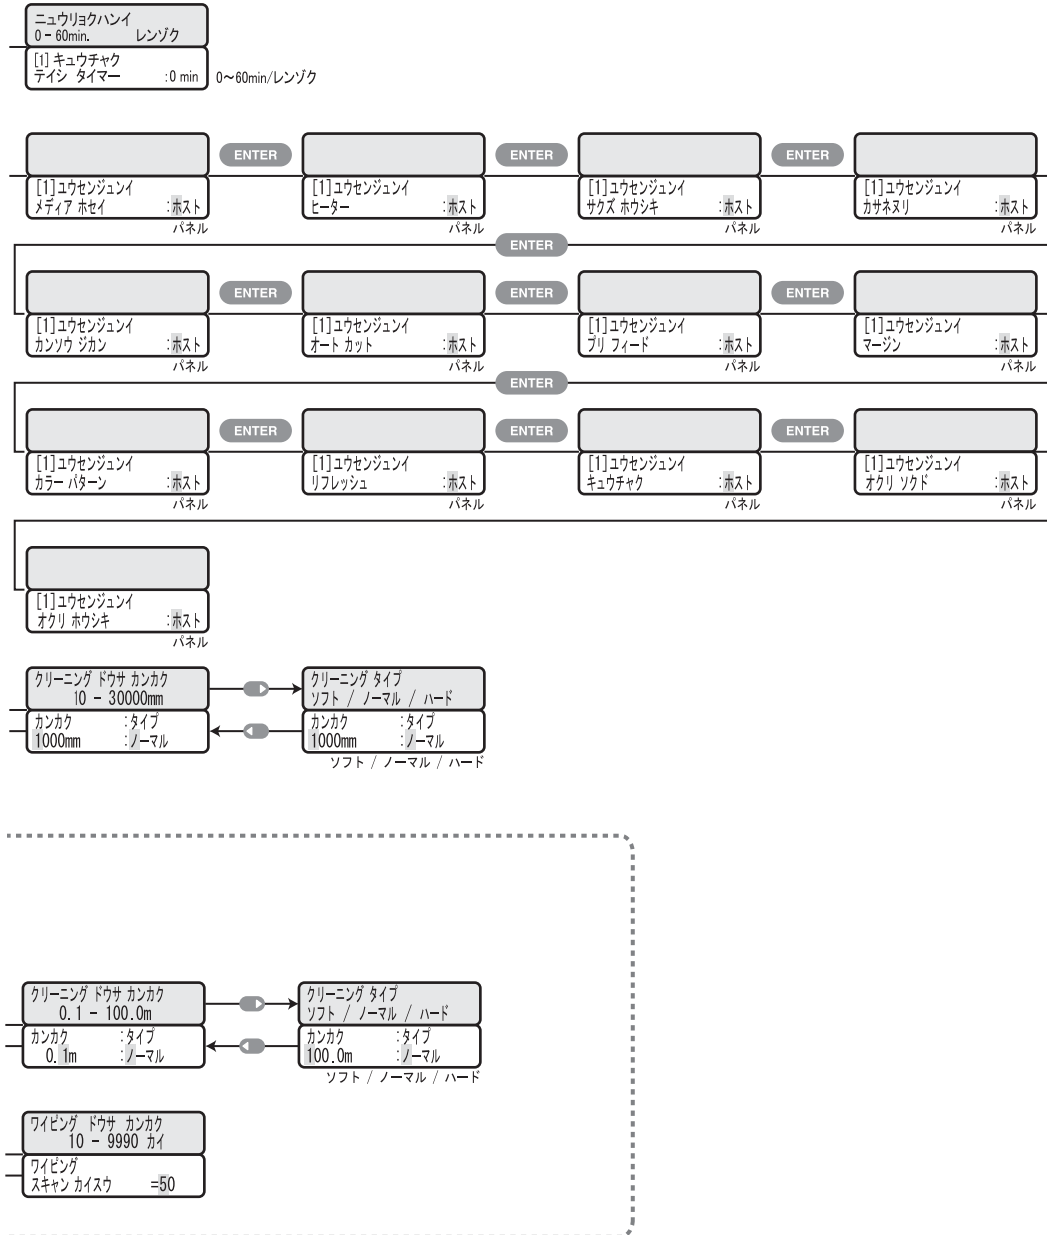 ニュウリョクハンイ
0 - 60min. レンゾク
[1] キュウチャク
テイシ タイマー :0 min 0～60min/レンゾク
ENTER ENTER ENTER
[1]ユウセンジュンイ [1]ユウセンジュンイ [1]ユウセンジュンイ [1]ユウセンジュンイ
メディア ホセイ :ホスト ヒーター :ホスト サクズ ホウシキ :ホスト カサネヌリ :ホスト
パネル パネル パネル パネル
ENTER
ENTER ENTER ENTER
[1]ユウセンジュンイ [1]ユウセンジュンイ [1]ユウセンジュンイ [1]ユウセンジュンイ
カンソウ ジカン :ホスト オート カット :ホスト プリ フィード :ホスト マージン :ホスト
パネル パネル パネル パネル
ENTER
ENTER ENTER ENTER
[1]ユウセンジュンイ [1]ユウセンジュンイ [1]ユウセンジュンイ [1]ユウセンジュンイ
カラー パターン :ホスト リフレッシュ :ホスト キュウチャク :ホスト オクリ ソクド :ホスト
パネル パネル パネル パネル
[1]ユウセンジュンイ
オクリ ホウシキ :ホスト
パネル
クリーニング ドウサ カンカク クリーニング タイプ
10 - 30000mm ソフト / ノーマル / ハード
カンカク :タイプ カンカク :タイプ
1000mm :ノーマル 1000mm :ノーマル
ソフト / ノーマル / ハード
クリーニング ドウサ カンカク クリーニング タイプ
0.1 - 100.0m ソフト / ノーマル / ハード
カンカク :タイプ カンカク :タイプ
0.1m :ノーマル 100.0m :ノーマル
ソフト / ノーマル / ハード
ワイピング ドウサ カンカク
10 - 9990 カイ
ワイピング
スキャン カイスウ =50